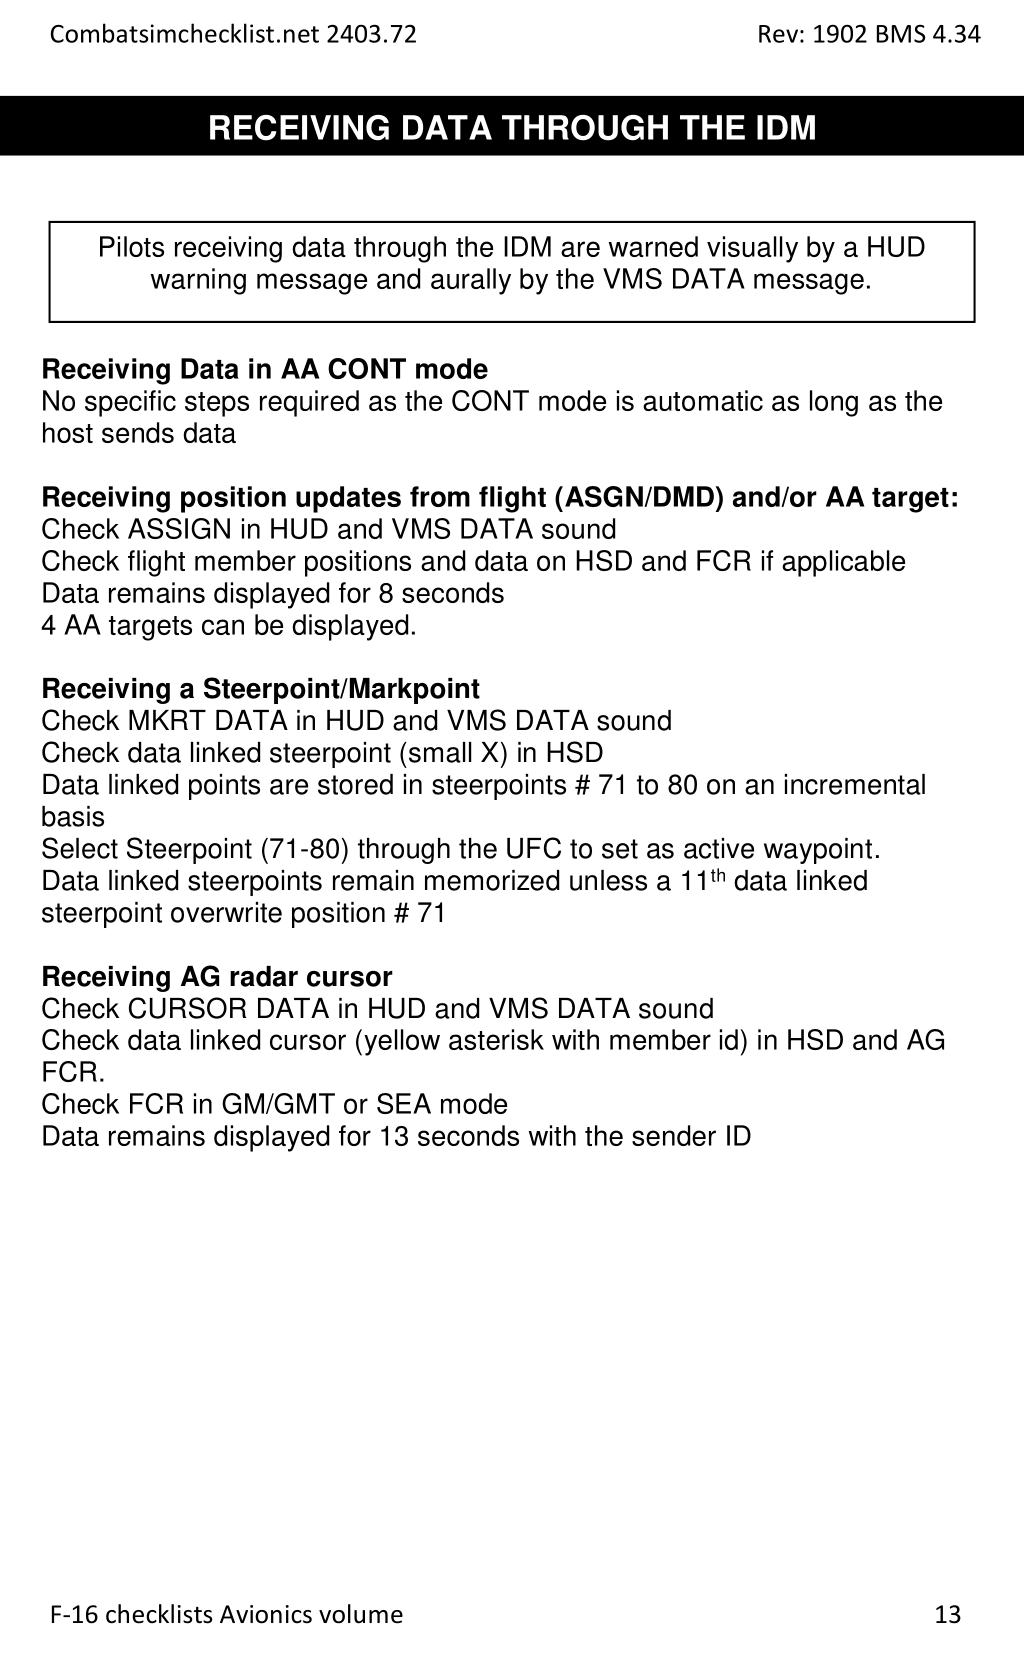 Combatsimchecklist.net 2403.72 Rev: 1902 BMS 4.34
RECEIVING DATA THROUGH THE IDM
Pilots receiving data through the IDM are warned visually by a HUD
warning message and aurally by the VMS DATA message.
Receiving Data in AA CONT mode
No specific steps required as the CONT mode is automatic as long as the
host sends data
Receiving position updates from flight (ASGN/DMD) and/or AA target:
Check ASSIGN in HUD and VMS DATA sound
Check flight member positions and data on HSD and FCR if applicable
Data remains displayed for 8 seconds
4 AA targets can be displayed.
Receiving a Steerpoint/Markpoint
Check MKRT DATA in HUD and VMS DATA sound
Check data linked steerpoint (small X) in HSD
Data linked points are stored in steerpoints # 71 to 80 on an incremental
basis
Select Steerpoint (71-80) through the UFC to set as active waypoint.
Data linked steerpoints remain memorized unless a 11th data linked
steerpoint overwrite position # 71
Receiving AG radar cursor
Check CURSOR DATA in HUD and VMS DATA sound
Check data linked cursor (yellow asterisk with member id) in HSD and AG
FCR.
Check FCR in GM/GMT or SEA mode
Data remains displayed for 13 seconds with the sender ID
F-16 checklists Avionics volume 13